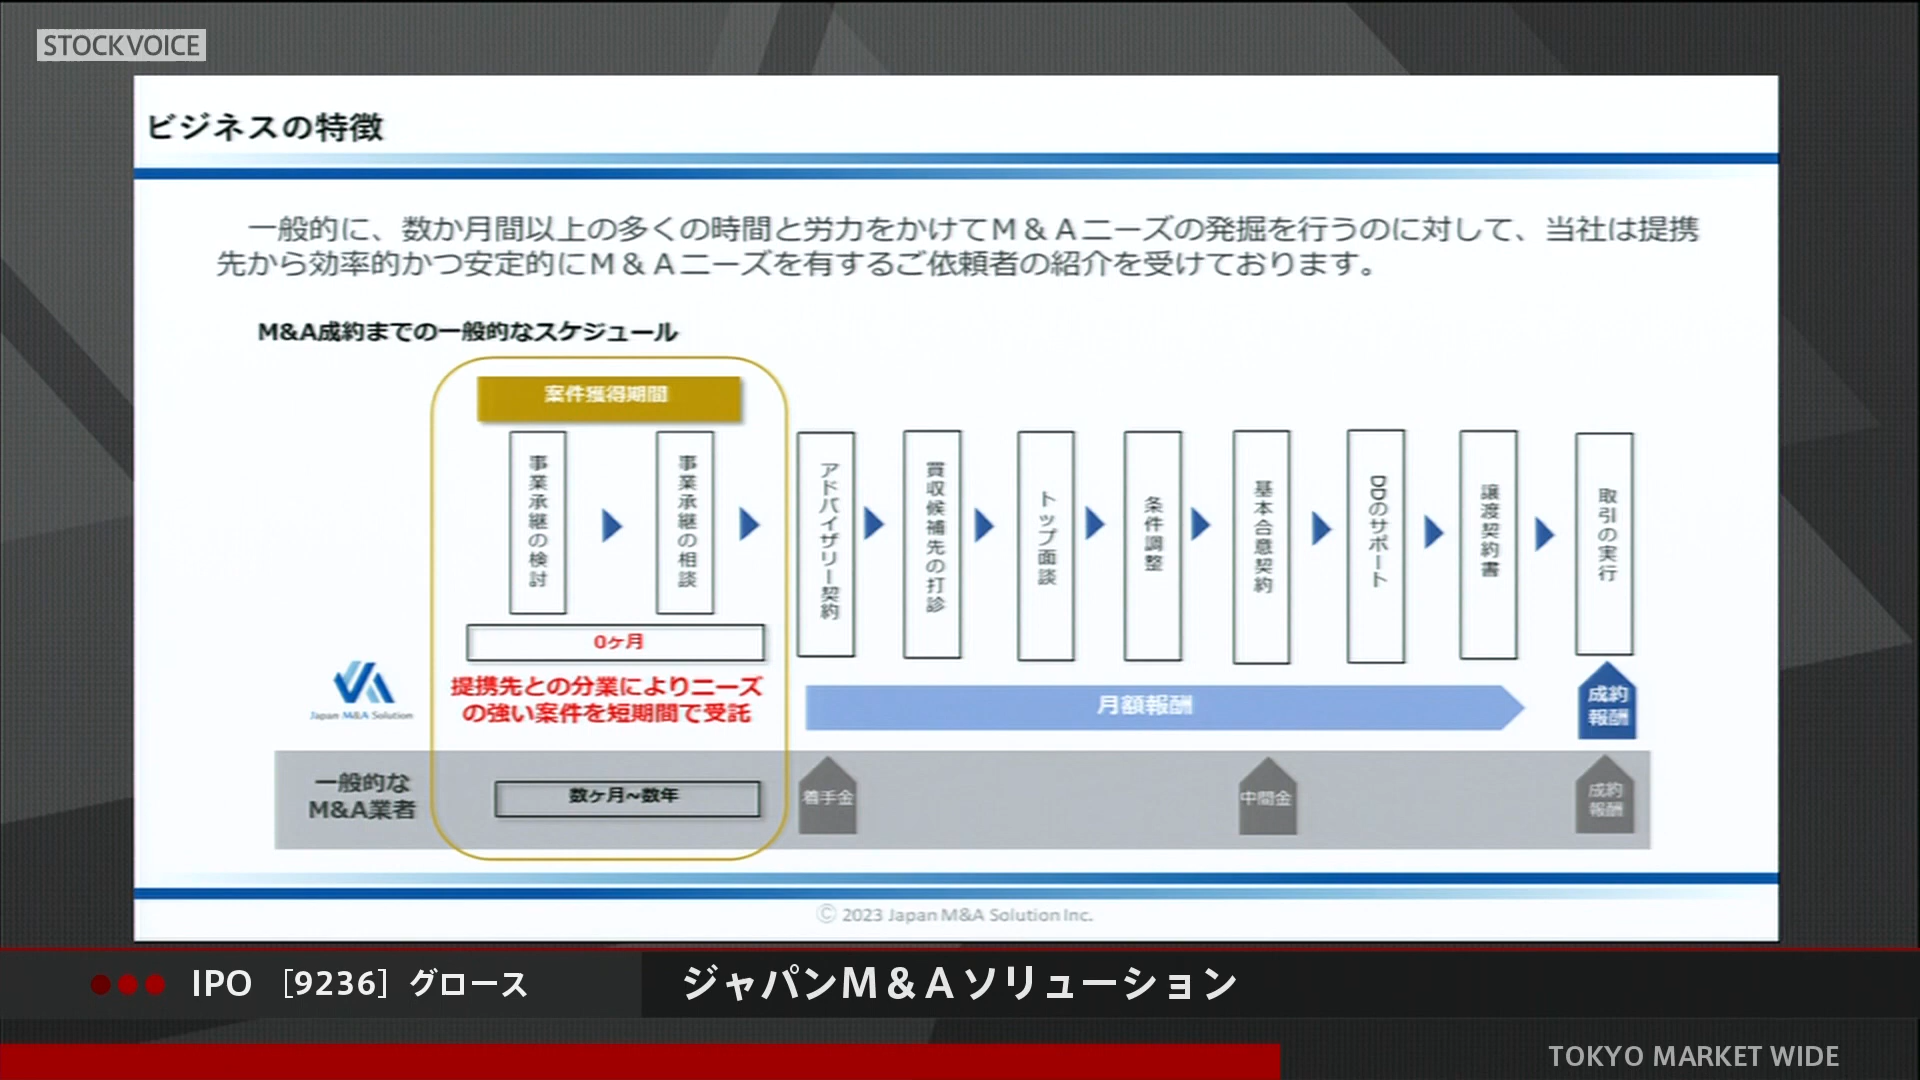 STOCKVOICE
ビジネスの特徴
一般的に、数か月間以上の多くの時間と労力をかけてM＆Aニーズの発掘を行うのに対して、当社は提携
先から効率的かつ安定的にM＆Aニーズを有するご依頼者の紹介を受けております。
M&A成約までの一般的なスケジュール
案件獲得期間
事業承継の検討
事業承継の相談
アドバイザリー契約
買収候補先の打診
トップ面談
条件調整
基本合意契約
DDのサポート
譲渡契約書
取引の実行
0ヶ月
提携先との分業によりニーズ
の強い案件を短期間で受託
Japan M&A Solution
月額報酬
成約
報酬
一般的な
M&A業者
数ヶ月~数年
着手金
中間金
成約
報酬
© 2023 Japan M&A Solution Inc.
IPO ［9236］グロース
ジャパンM＆Aソリューション
TOKYO MARKET WIDE